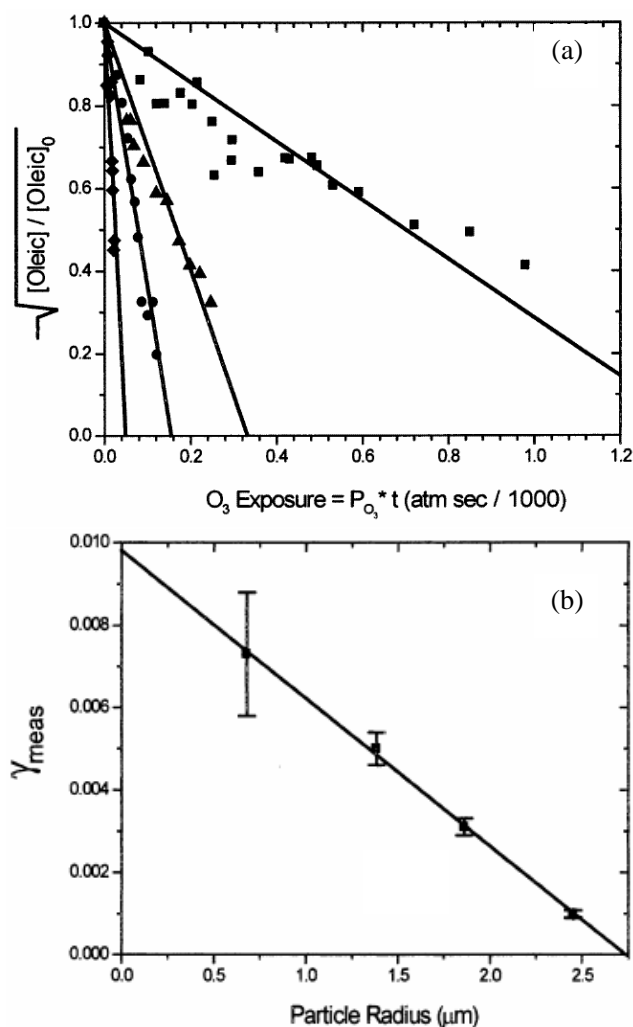 (a)
1.0
0.8
0.6
0.4
0.2
0.0
√[Oleic] / [Oleic]₀
0.0 0.2 0.4 0.6 0.8 1.0 1.2
O₃ Exposure = P_O₃ * t (atm sec / 1000)
(b)
0.010
0.008
0.006
0.004
0.002
0.000
γmeas
0.0 0.5 1.0 1.5 2.0 2.5
Particle Radius (μm)